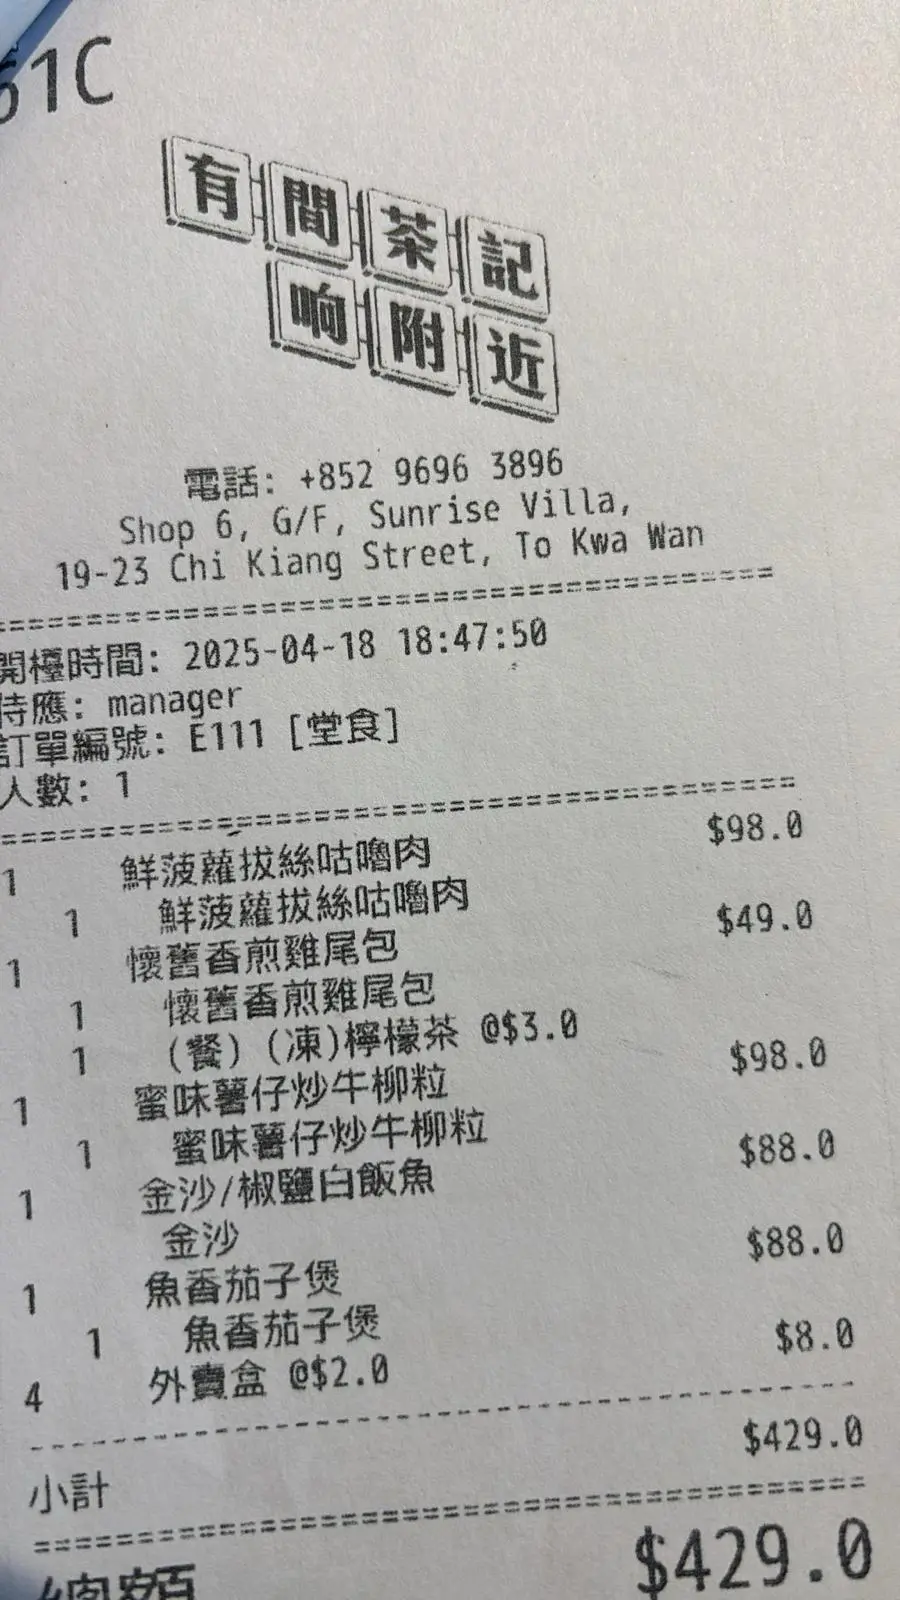 61C
有間茶記
响附近
電話: +852 9696 3896
Shop 6, G/F, Sunrise Villa,
19-23 Chi Kiang Street, To Kwa Wan
開檯時間: 2025-04-18 18:47:50
侍應: manager
訂單編號: E111 [堂食]
人數: 1
1 鮮菠蘿拔絲咕嚕肉 $98.0
1 鮮菠蘿拔絲咕嚕肉
1 懷舊香煎雞尾包 $49.0
1 懷舊香煎雞尾包
1 (餐) (凍)檸檬茶 @$3.0
1 蜜味薯仔炒牛柳粒 $98.0
1 蜜味薯仔炒牛柳粒
1 金沙/椒鹽白飯魚 $88.0
金沙
1 魚香茄子煲 $88.0
1 魚香茄子煲
4 外賣盒 @$2.0 $8.0
小計 $429.0
總額 $429.0